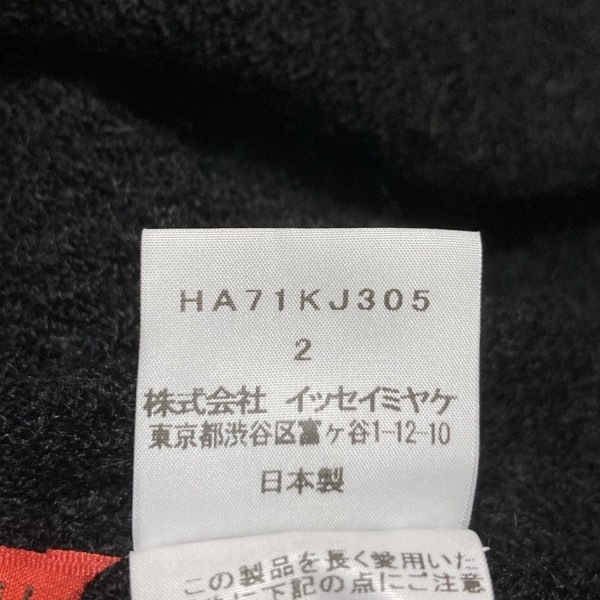 HA71KJ305
2
株式会社 イッセイミヤケ
東京都渋谷区富ヶ谷1-12-10
日本製
この製品を長く愛用いた
に下記の点にご注意